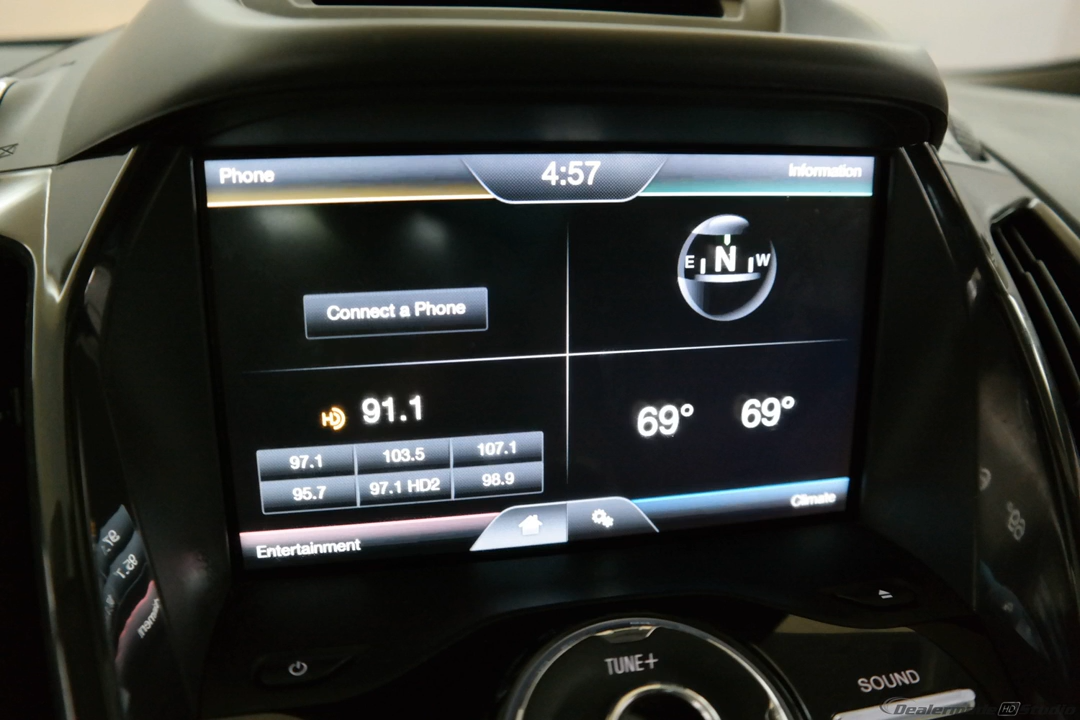 Phone
4:57
Information
E N W
Connect a Phone
HD 91.1
69° 69°
97.1 103.5 107.1
95.7 97.1 HD2 98.9
Climate
Entertainment
TUNE+
SOUND